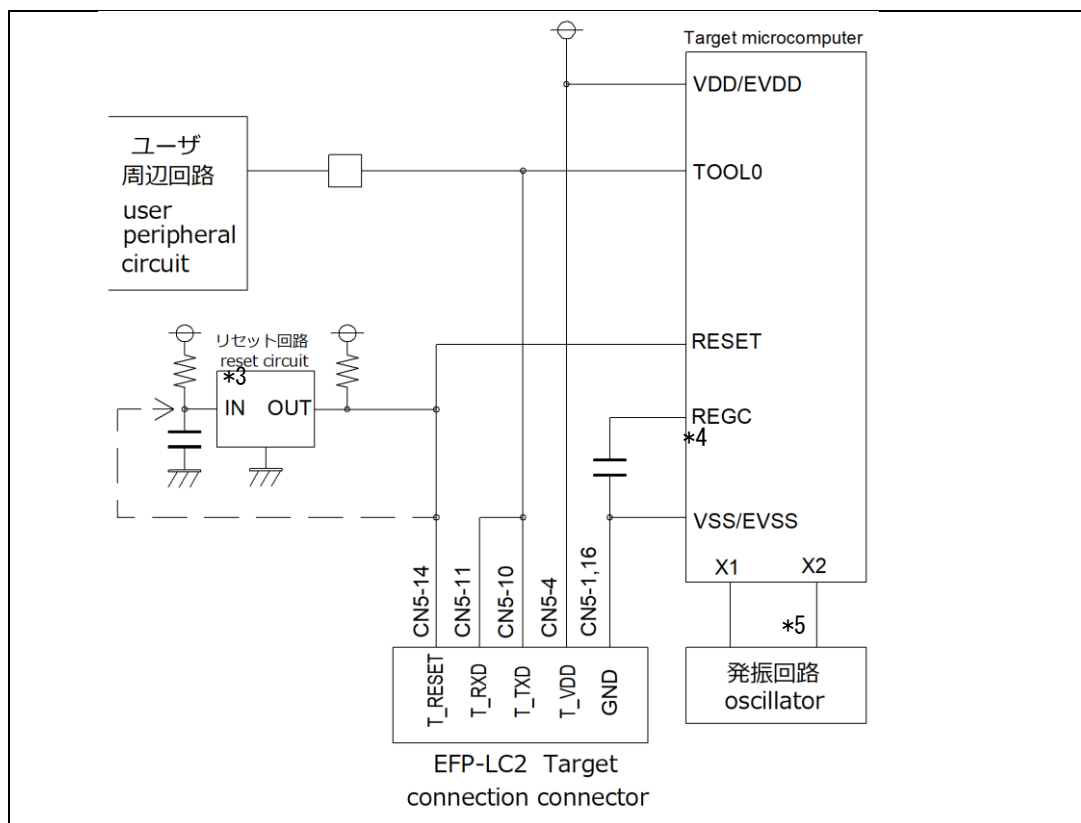 Target microcomputer
VDD/EVDD
ユーザ
周辺回路
user
peripheral
circuit
TOOL0
リセット回路
reset circuit
*3
IN OUT
RESET
REGC
*4
VSS/EVSS
X1 X2
*5
CN5-14
CN5-11
CN5-10
CN5-4
CN5-1,16
T_RESET
T_RXD
T_TXD
T_VDD
GND
発振回路
oscillator
EFP-LC2 Target
connection connector